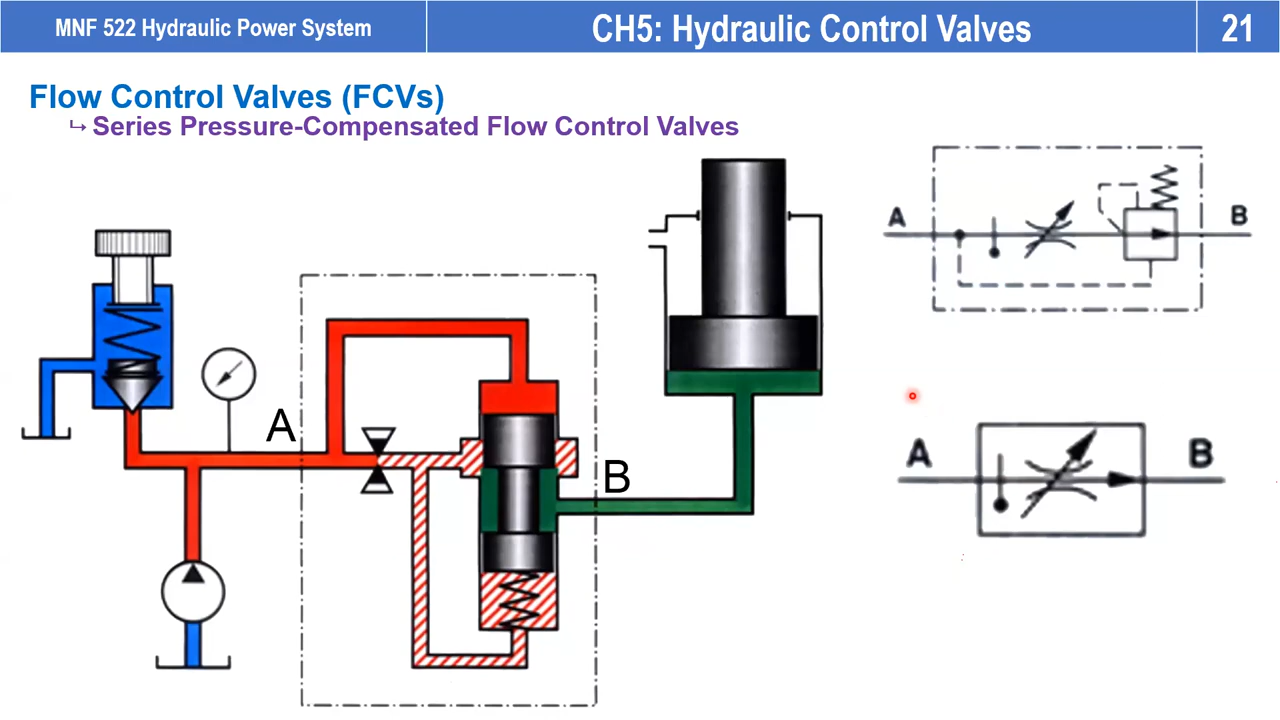 MNF 522 Hydraulic Power System
CH5: Hydraulic Control Valves
21
Flow Control Valves (FCVs)
↳ Series Pressure-Compensated Flow Control Valves
A
B
A
B
A
B